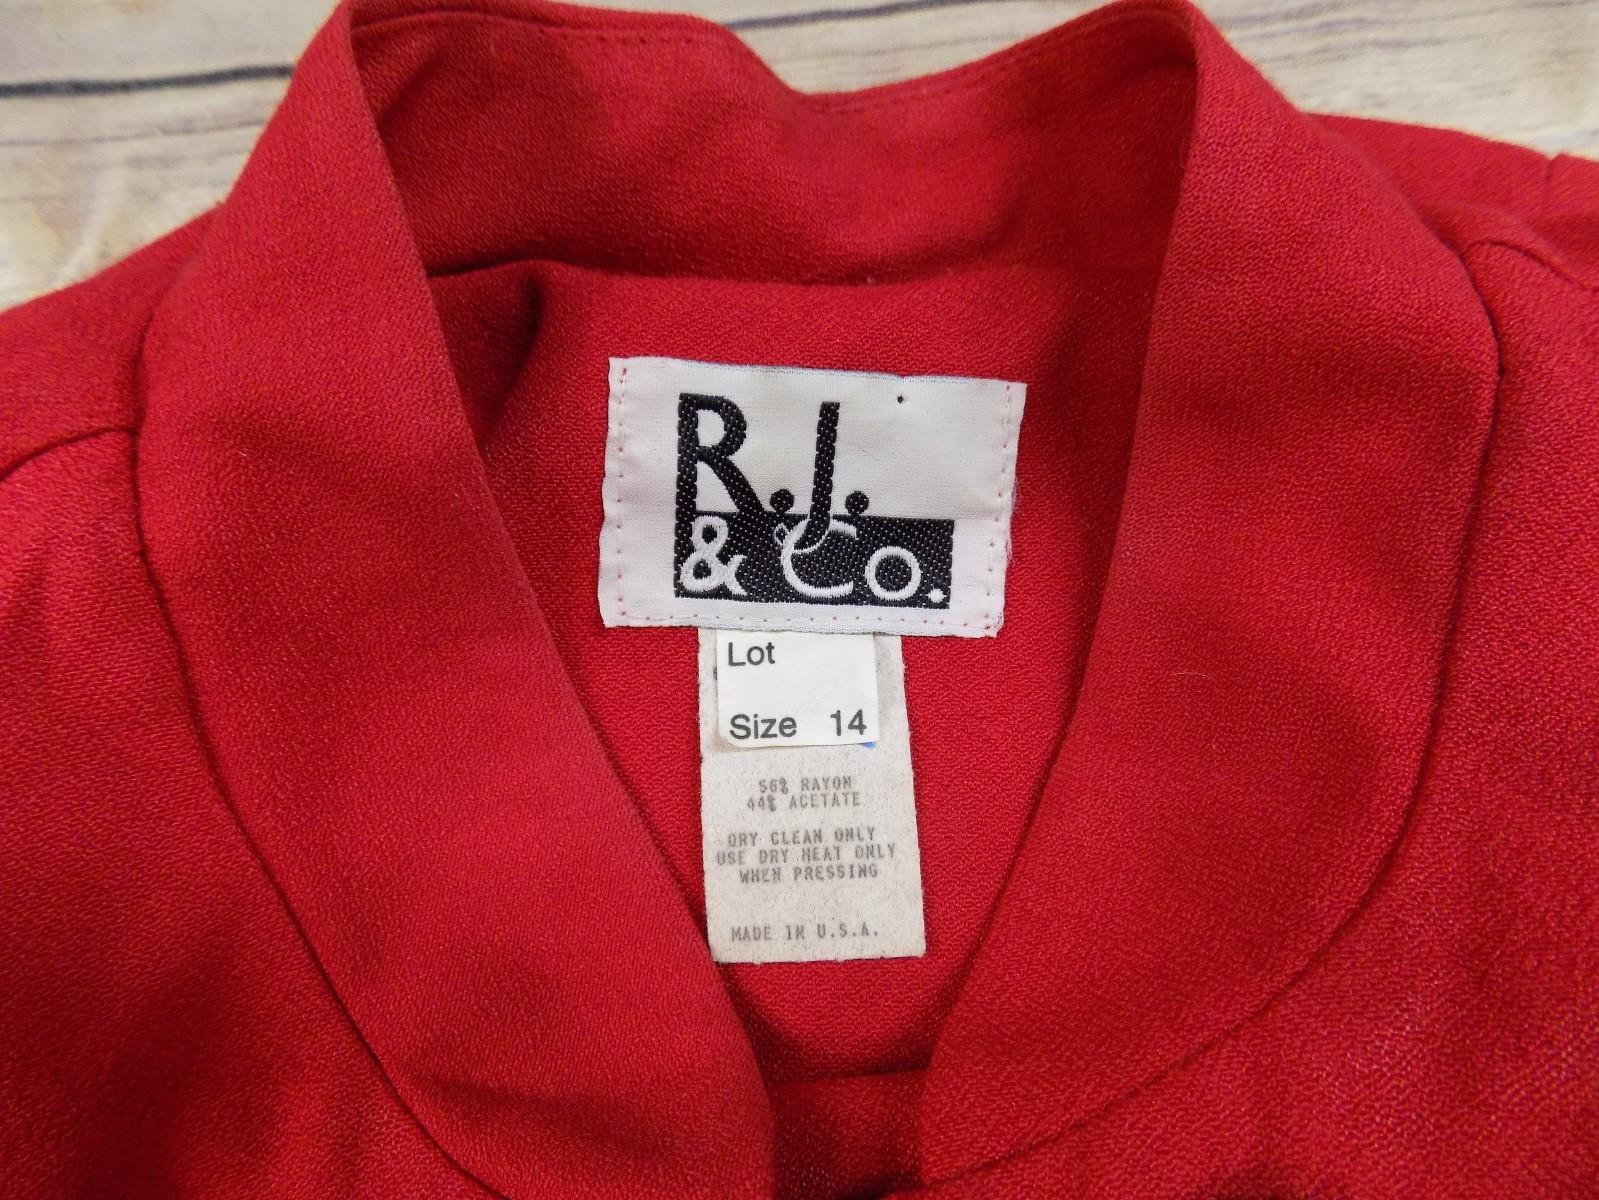 R.J.
& Co.
Lot
Size 14
56% RAYON
44% ACETATE
DRY CLEAN ONLY
USE DRY HEAT ONLY
WHEN PRESSING
MADE IN U.S.A.